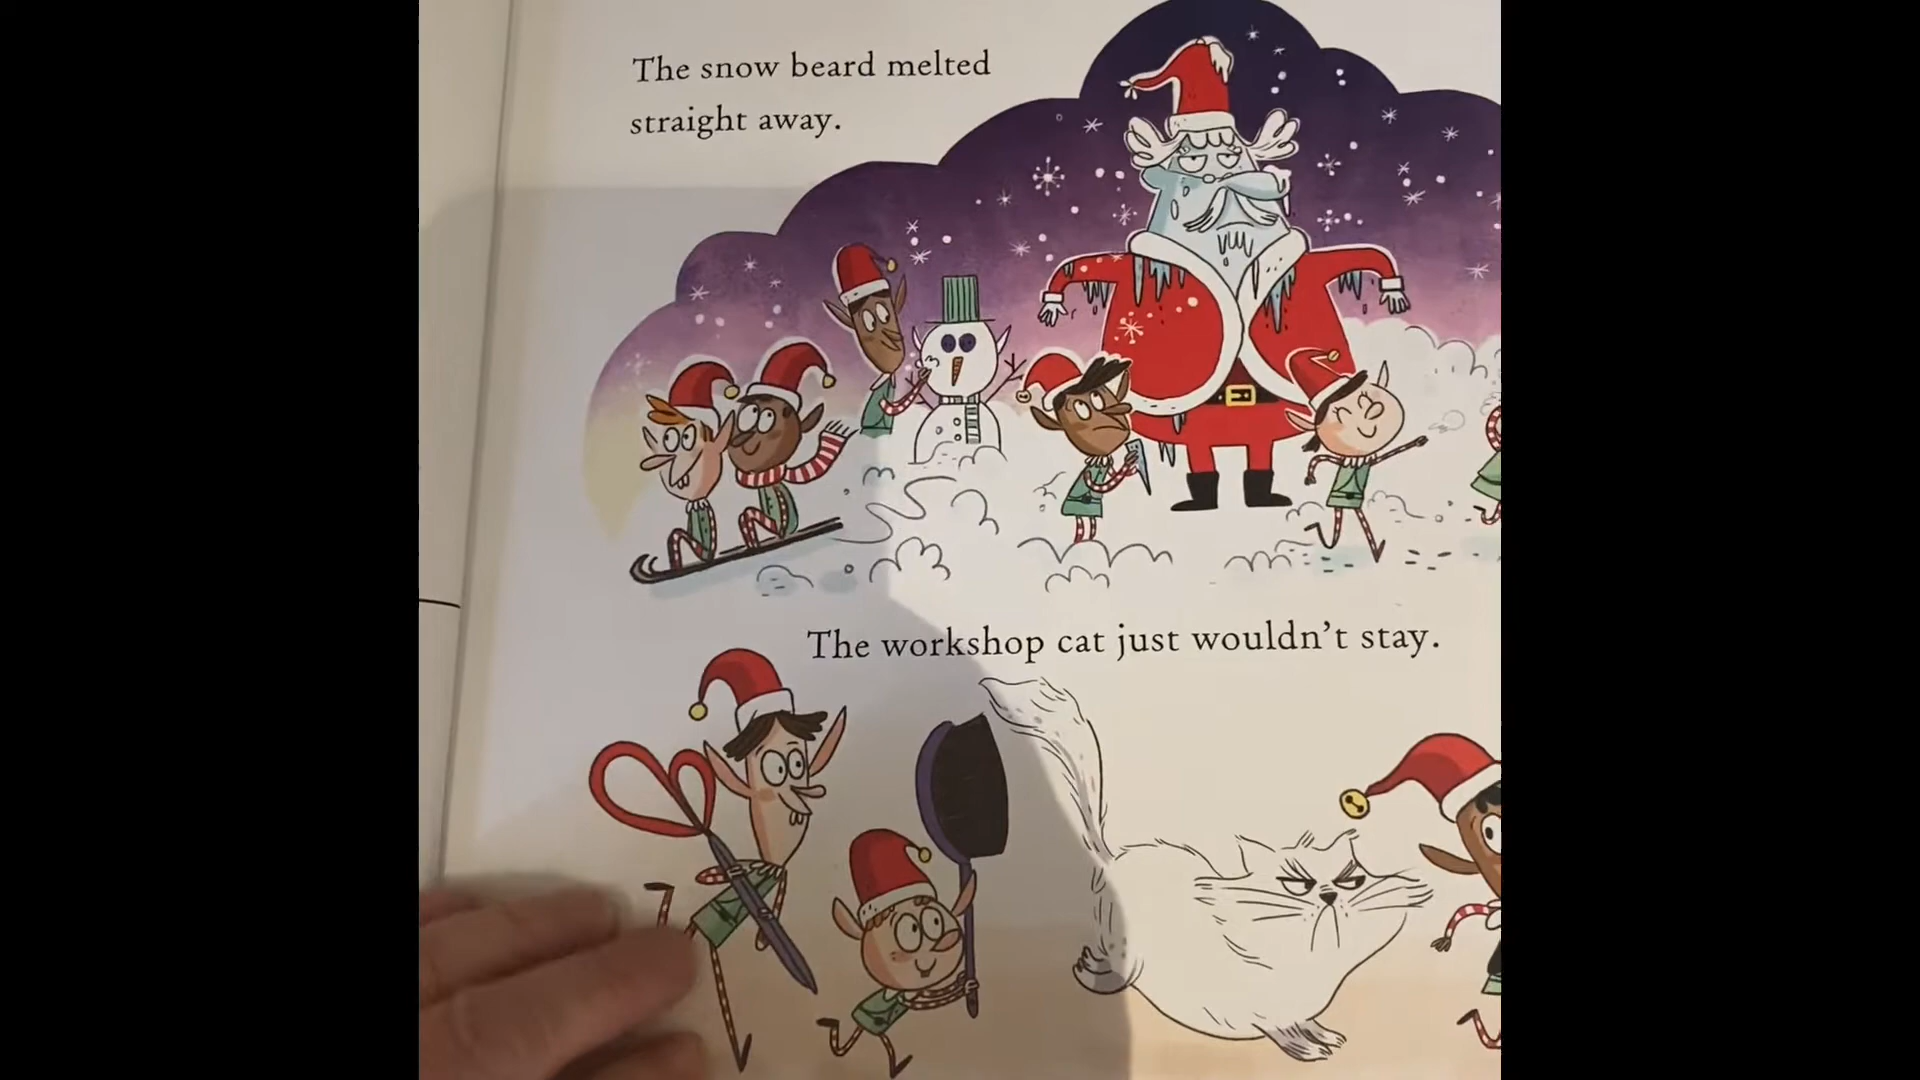 The snow beard melted
straight away.
The workshop cat just wouldn't stay.